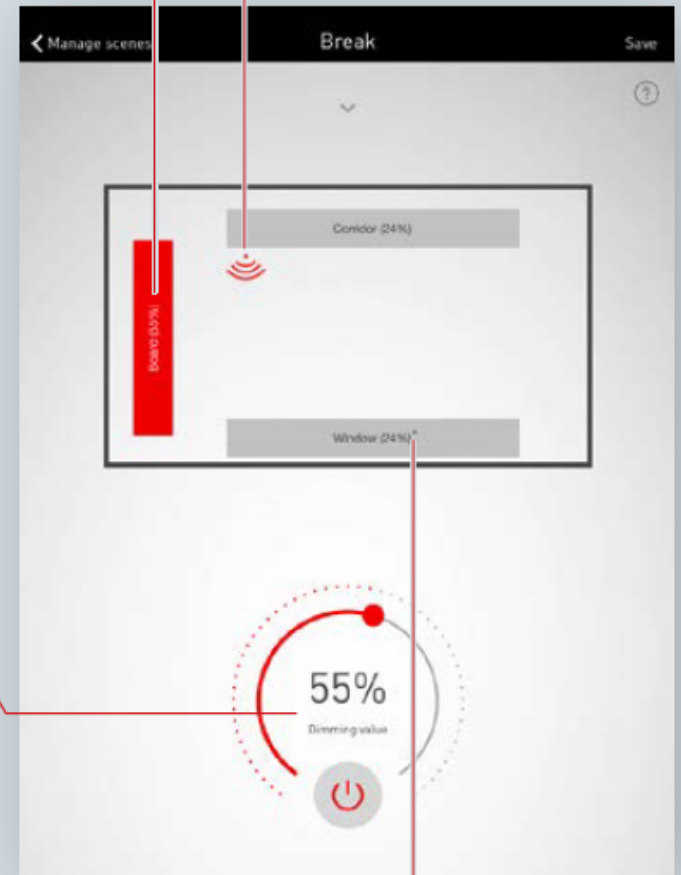 Manage scenes
Break
Save
?
Corridor (24%)
Board (55%)
Window (24%)*
55%
Dimming value